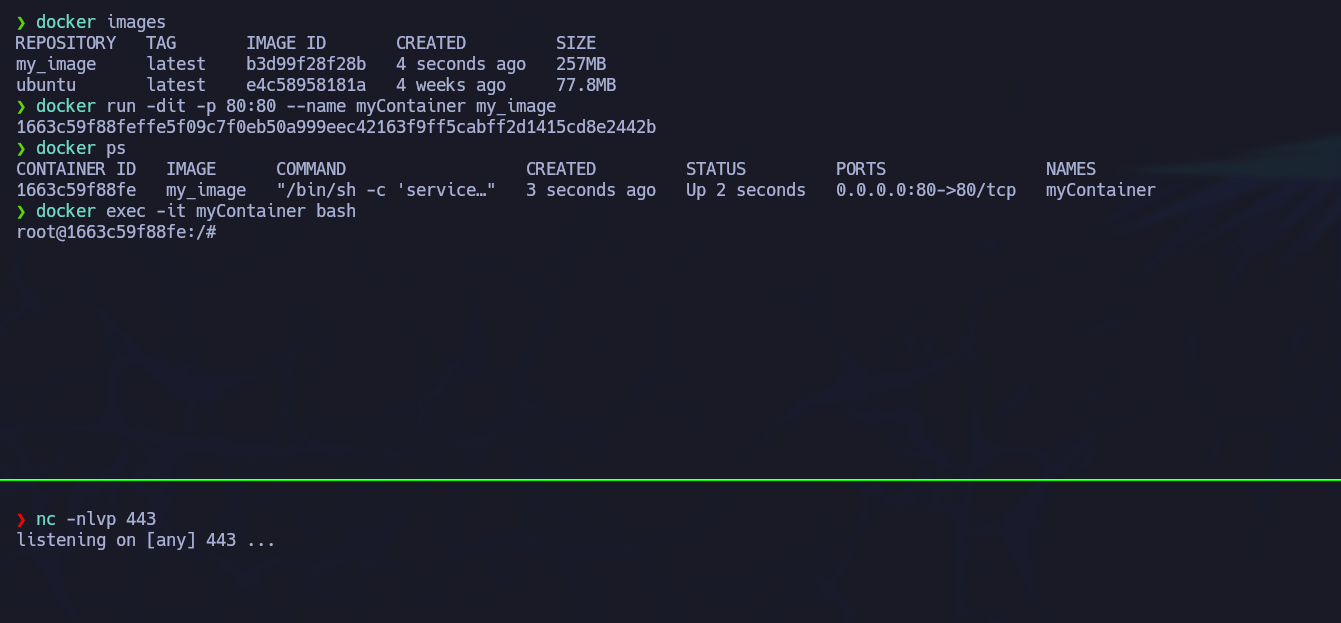 ❯ docker images
REPOSITORY   TAG       IMAGE ID       CREATED         SIZE
my_image     latest    b3d99f28f28b   4 seconds ago   257MB
ubuntu       latest    e4c58958181a   4 weeks ago     77.8MB
❯ docker run -dit -p 80:80 --name myContainer my_image
1663c59f88feffe5f09c7f0eb50a999eec42163f9ff5cabff2d1415cd8e2442b
❯ docker ps
CONTAINER ID   IMAGE      COMMAND                  CREATED         STATUS         PORTS                NAMES
1663c59f88fe   my_image   "/bin/sh -c 'service…"   3 seconds ago   Up 2 seconds   0.0.0.0:80->80/tcp   myContainer
❯ docker exec -it myContainer bash
root@1663c59f88fe:/#
❯ nc -nlvp 443
listening on [any] 443 ...